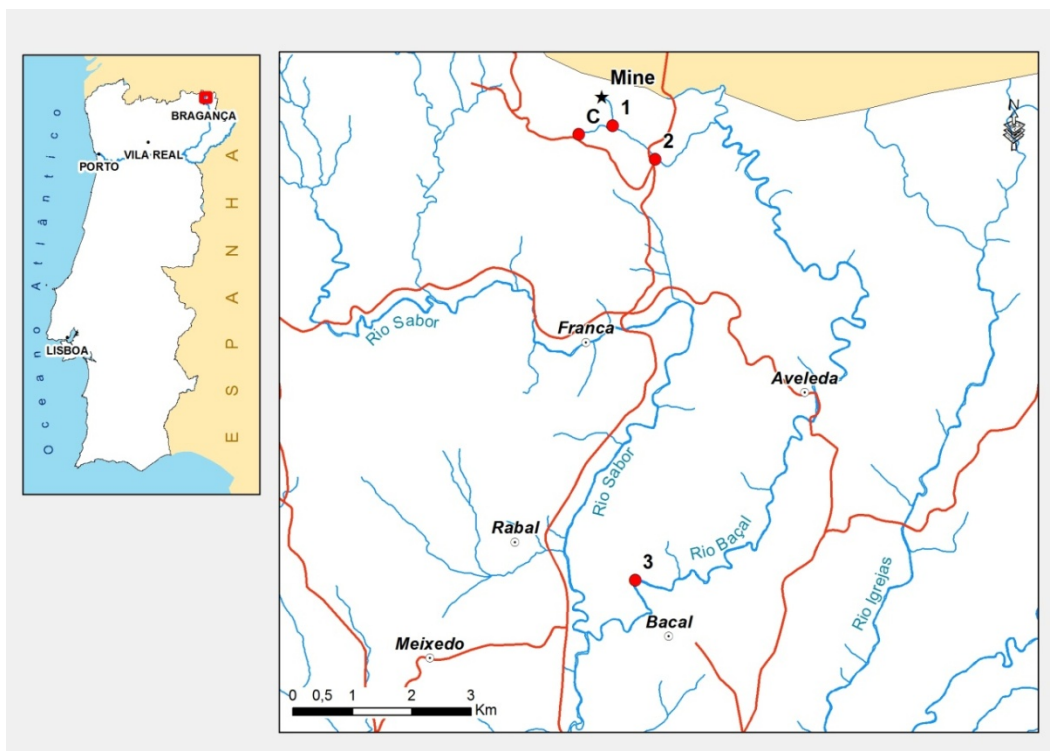 BRAGANÇA
VILA REAL
PORTO
LISBOA
Oceano Atlântico
ESPANHA
Mine
C
1
2
N
Rio Sabor
Franca
Aveleda
Rio Sabor
Rabal
Rio Baçal
3
Rio Igrejas
Bacal
Meixedo
0 0,5 1 2 3
Km